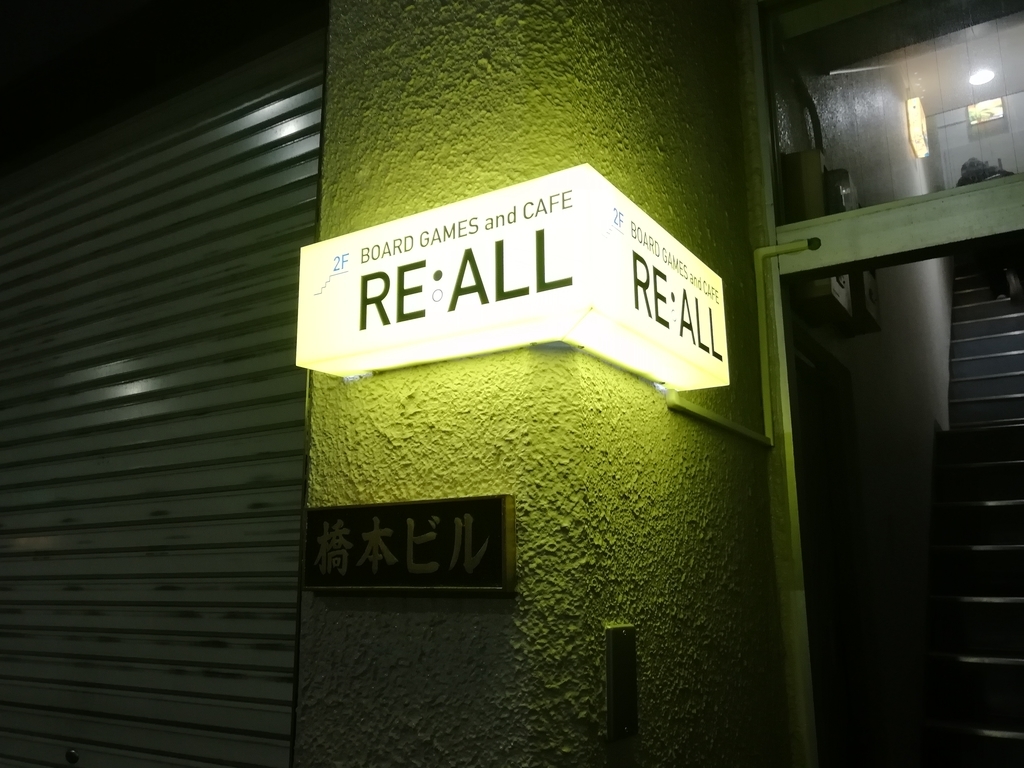 2F BOARD GAMES and CAFE
RE:ALL
2F BOARD GAMES and CAFE
RE:ALL
橋本ビル